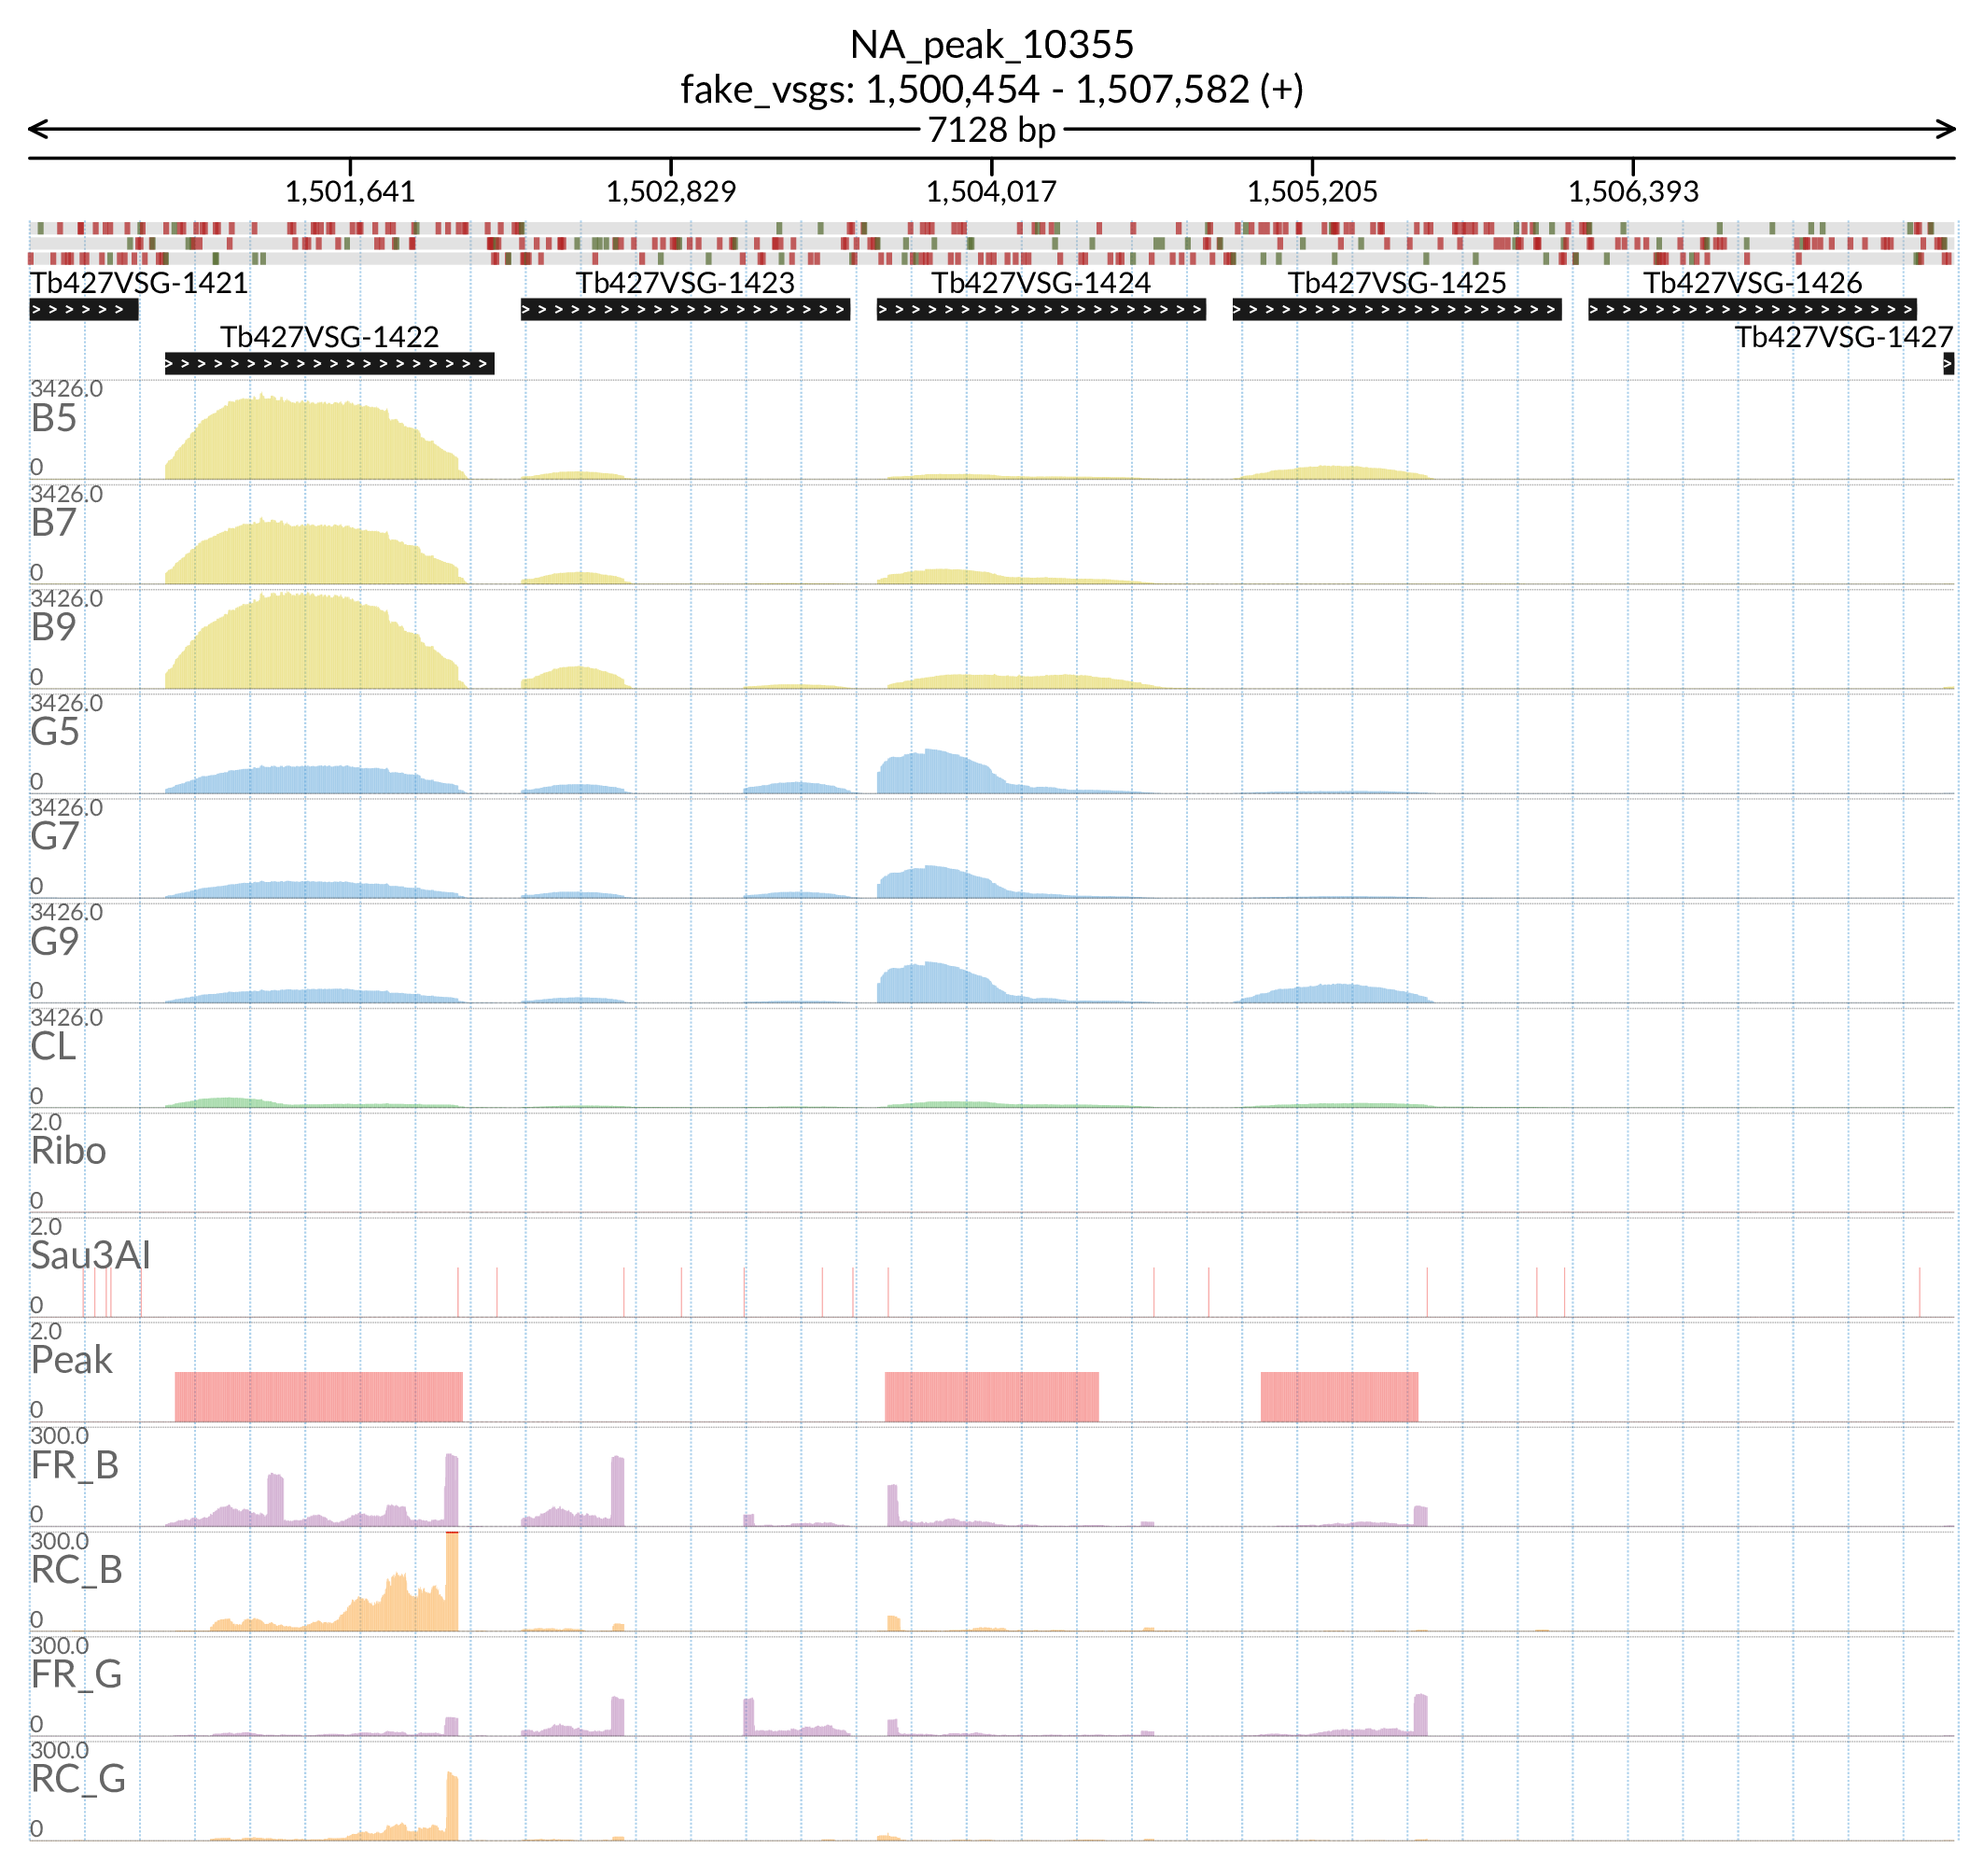 NA_peak_10355
fake_vsgs: 1,500,454 - 1,507,582 (+)
7128 bp
1,501,641 1,502,829 1,504,017 1,505,205 1,506,393
Tb427VSG-1421 Tb427VSG-1423 Tb427VSG-1424 Tb427VSG-1425 Tb427VSG-1426
Tb427VSG-1422 Tb427VSG-1427
3426.0
B5
0
3426.0
B7
0
3426.0
B9
0
3426.0
G5
0
3426.0
G7
0
3426.0
G9
0
3426.0
CL
0
2.0
Ribo
0
2.0
Sau3AI
0
2.0
Peak
0
300.0
FR_B
0
300.0
RC_B
0
300.0
FR_G
0
300.0
RC_G
0